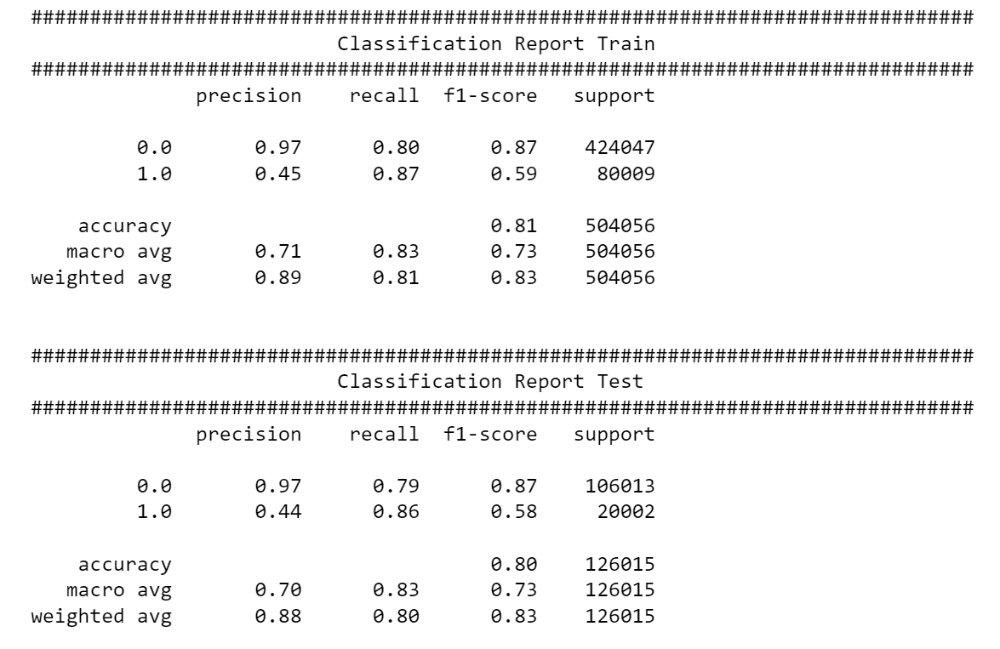 ################################################################################
Classification Report Train
################################################################################
precision recall f1-score support
0.0 0.97 0.80 0.87 424047
1.0 0.45 0.87 0.59 80009
accuracy 0.81 504056
macro avg 0.71 0.83 0.73 504056
weighted avg 0.89 0.81 0.83 504056
################################################################################
Classification Report Test
################################################################################
precision recall f1-score support
0.0 0.97 0.79 0.87 106013
1.0 0.44 0.86 0.58 20002
accuracy 0.80 126015
macro avg 0.70 0.83 0.73 126015
weighted avg 0.88 0.80 0.83 126015